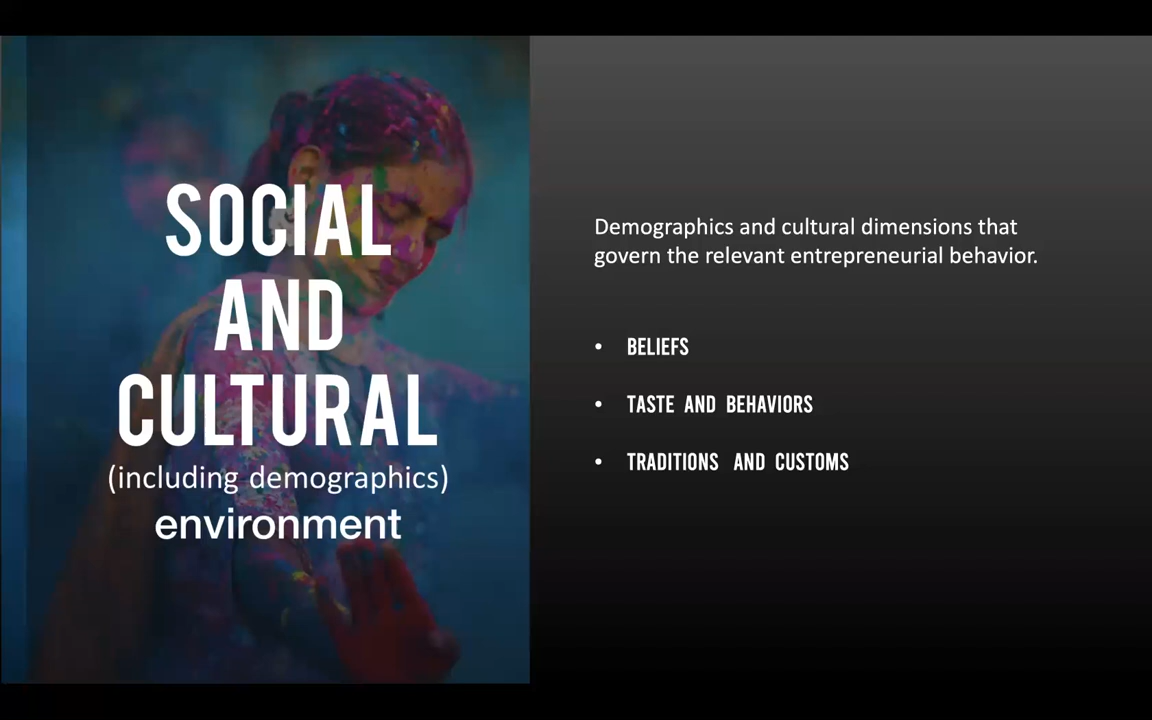 SOCIAL
AND
CULTURAL
(including demographics)
environment
Demographics and cultural dimensions that
govern the relevant entrepreneurial behavior.
• BELIEFS
• TASTE AND BEHAVIORS
• TRADITIONS AND CUSTOMS